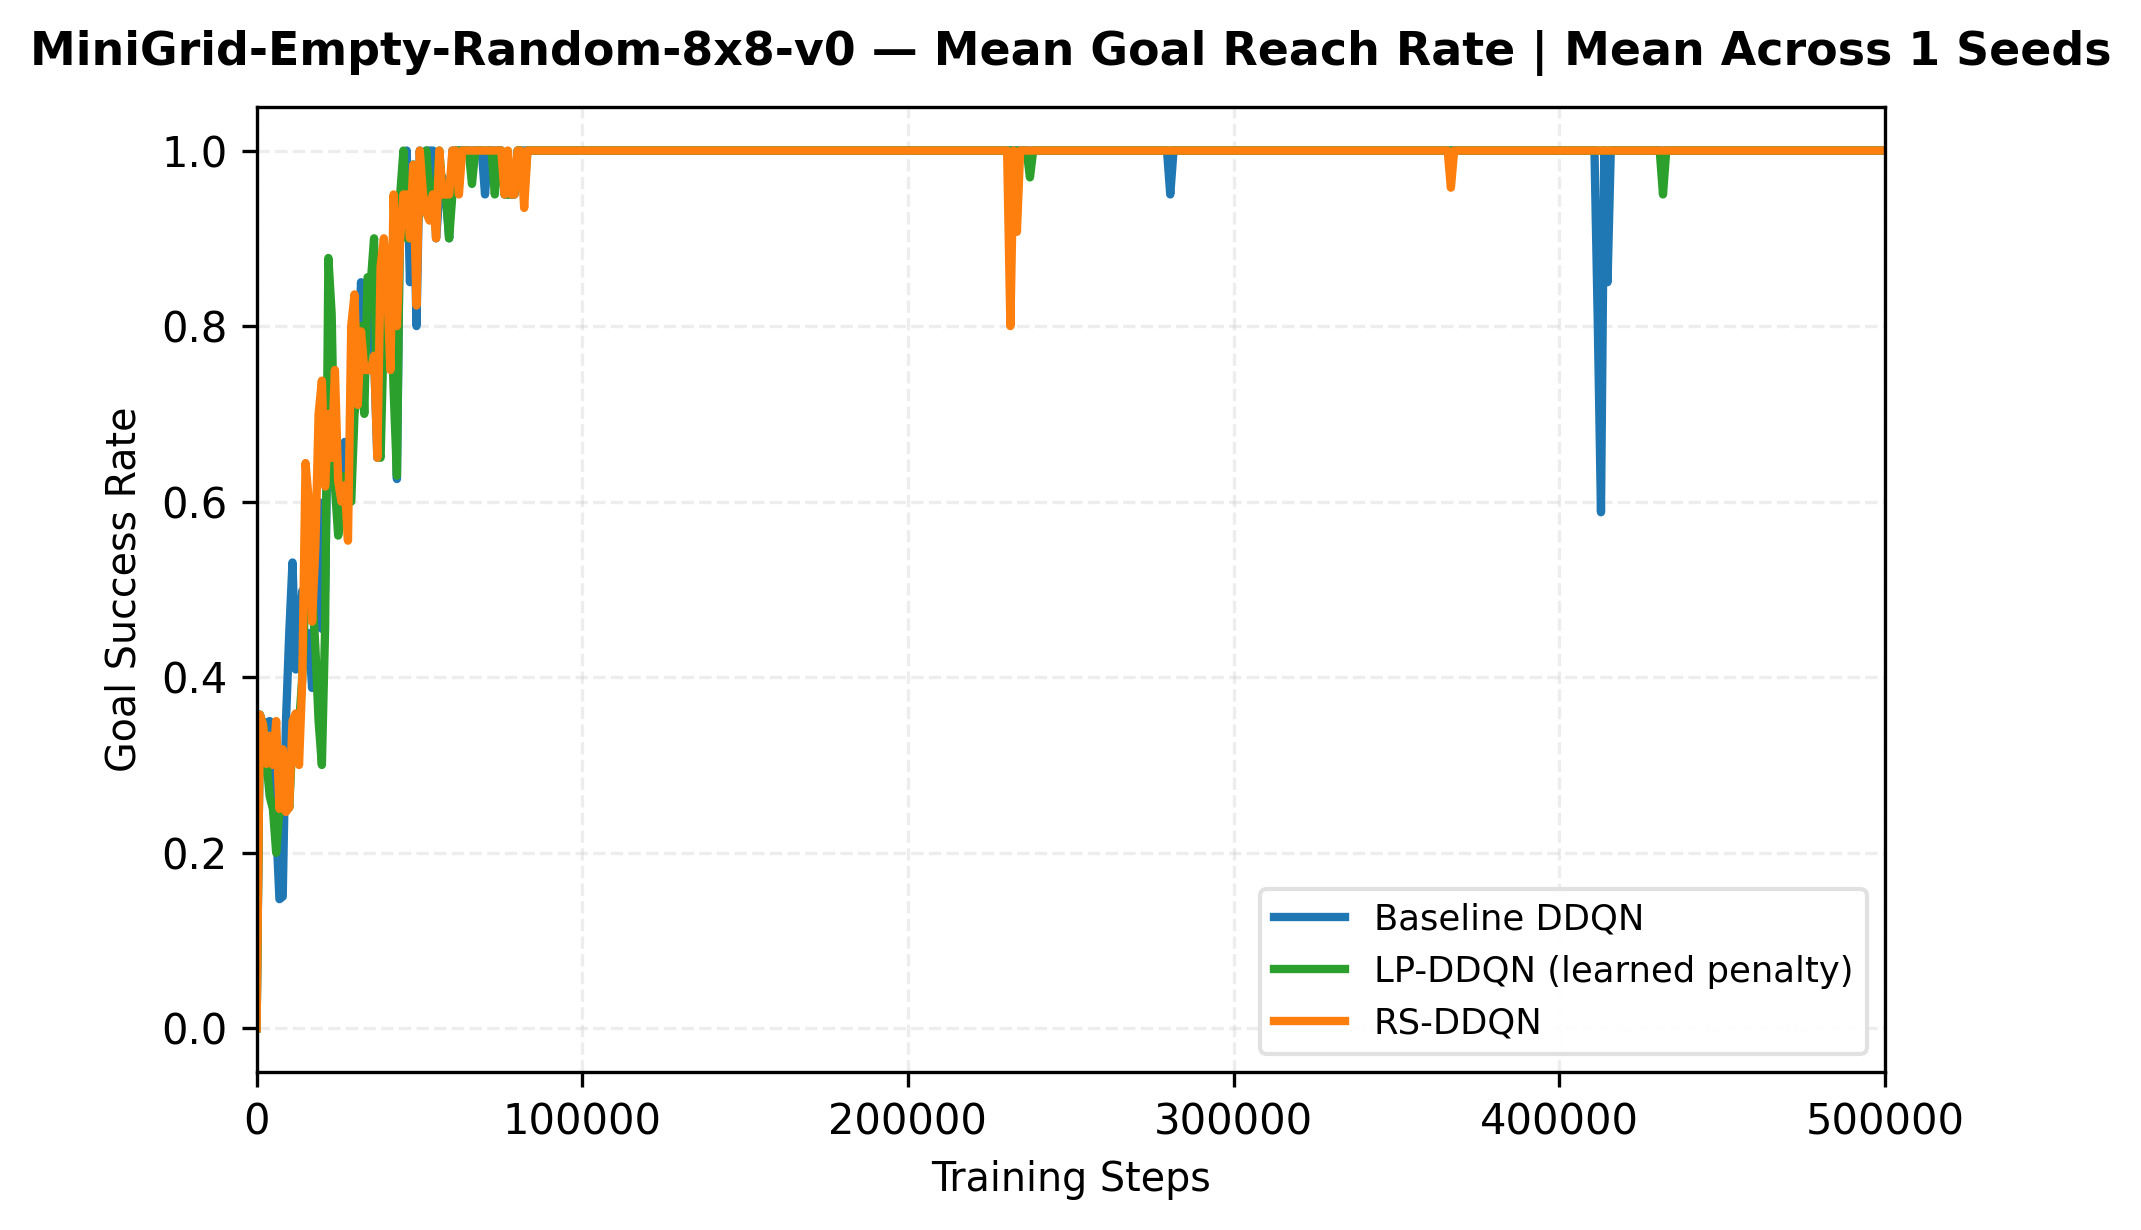 MiniGrid-Empty-Random-8x8-v0 — Mean Goal Reach Rate | Mean Across 1 Seeds
Goal Success Rate
1.0
0.8
0.6
0.4
0.2
0.0
Baseline DDQN
LP-DDQN (learned penalty)
RS-DDQN
0 100000 200000 300000 400000 500000
Training Steps